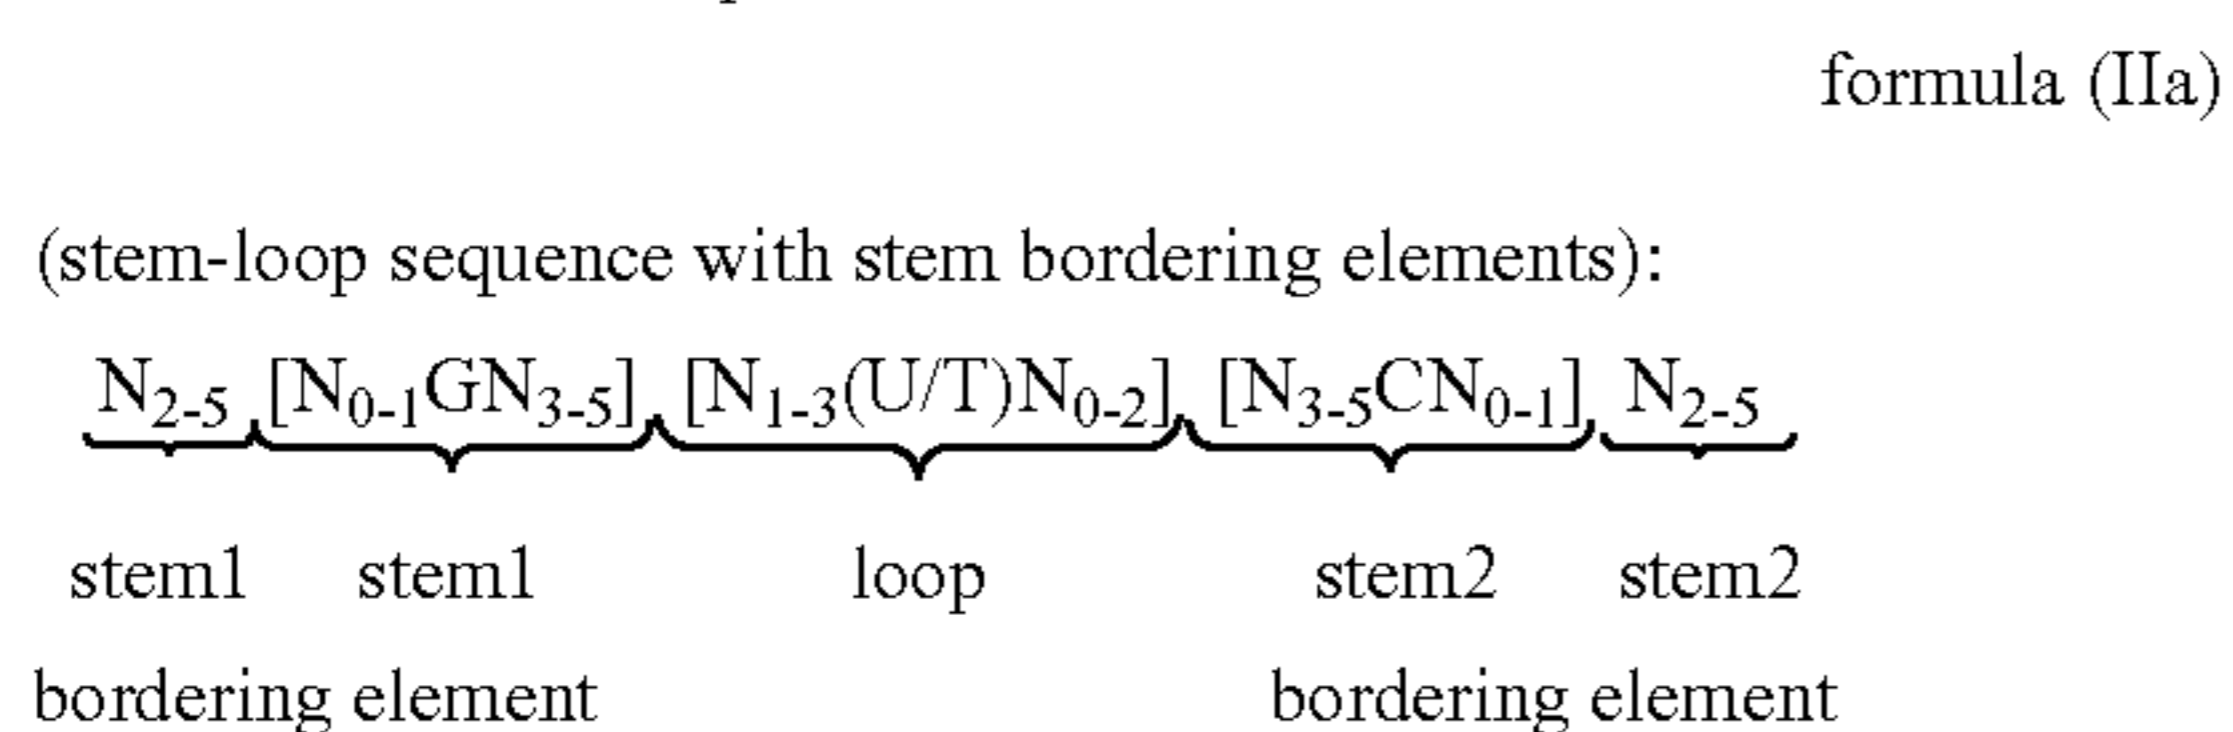 formula (IIa)
(stem-loop sequence with stem bordering elements):
N2-5 [N0-1GN3-5] [N1-3(U/T)N0-2] [N3-5CN0-1] N2-5
stem1 stem1 loop stem2 stem2
bordering element bordering element